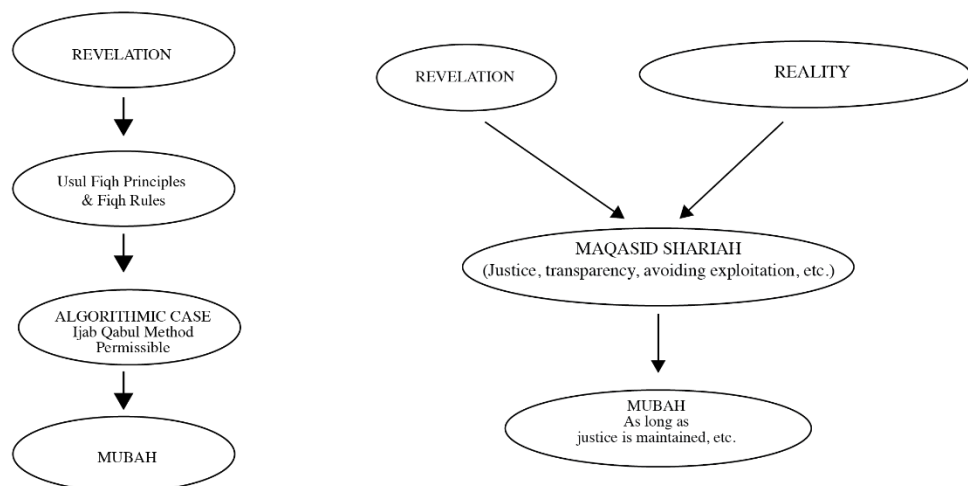 REVELATION
Usul Fiqh Principles
& Fiqh Rules
ALGORITHMIC CASE
Ijab Qabul Method
Permissible
MUBAH
REVELATION
REALITY
MAQASID SHARIAH
(Justice, transparency, avoiding exploitation, etc.)
MUBAH
As long as
justice is maintained, etc.